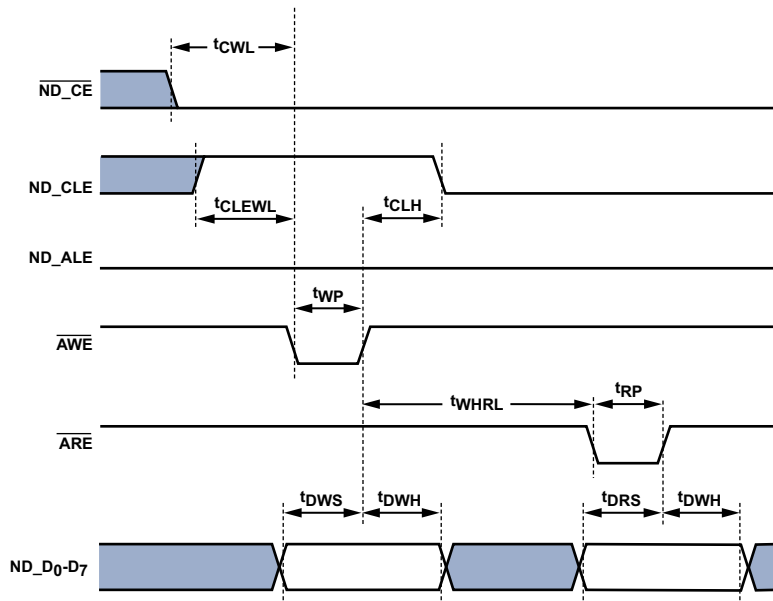 tCWL
ND_CE
ND_CLE
tCLEWL
tCLH
ND_ALE
tWP
AWE
tWHRL
tRP
ARE
tDWS
tDWH
tDRS
tDWH
ND_D0-D7